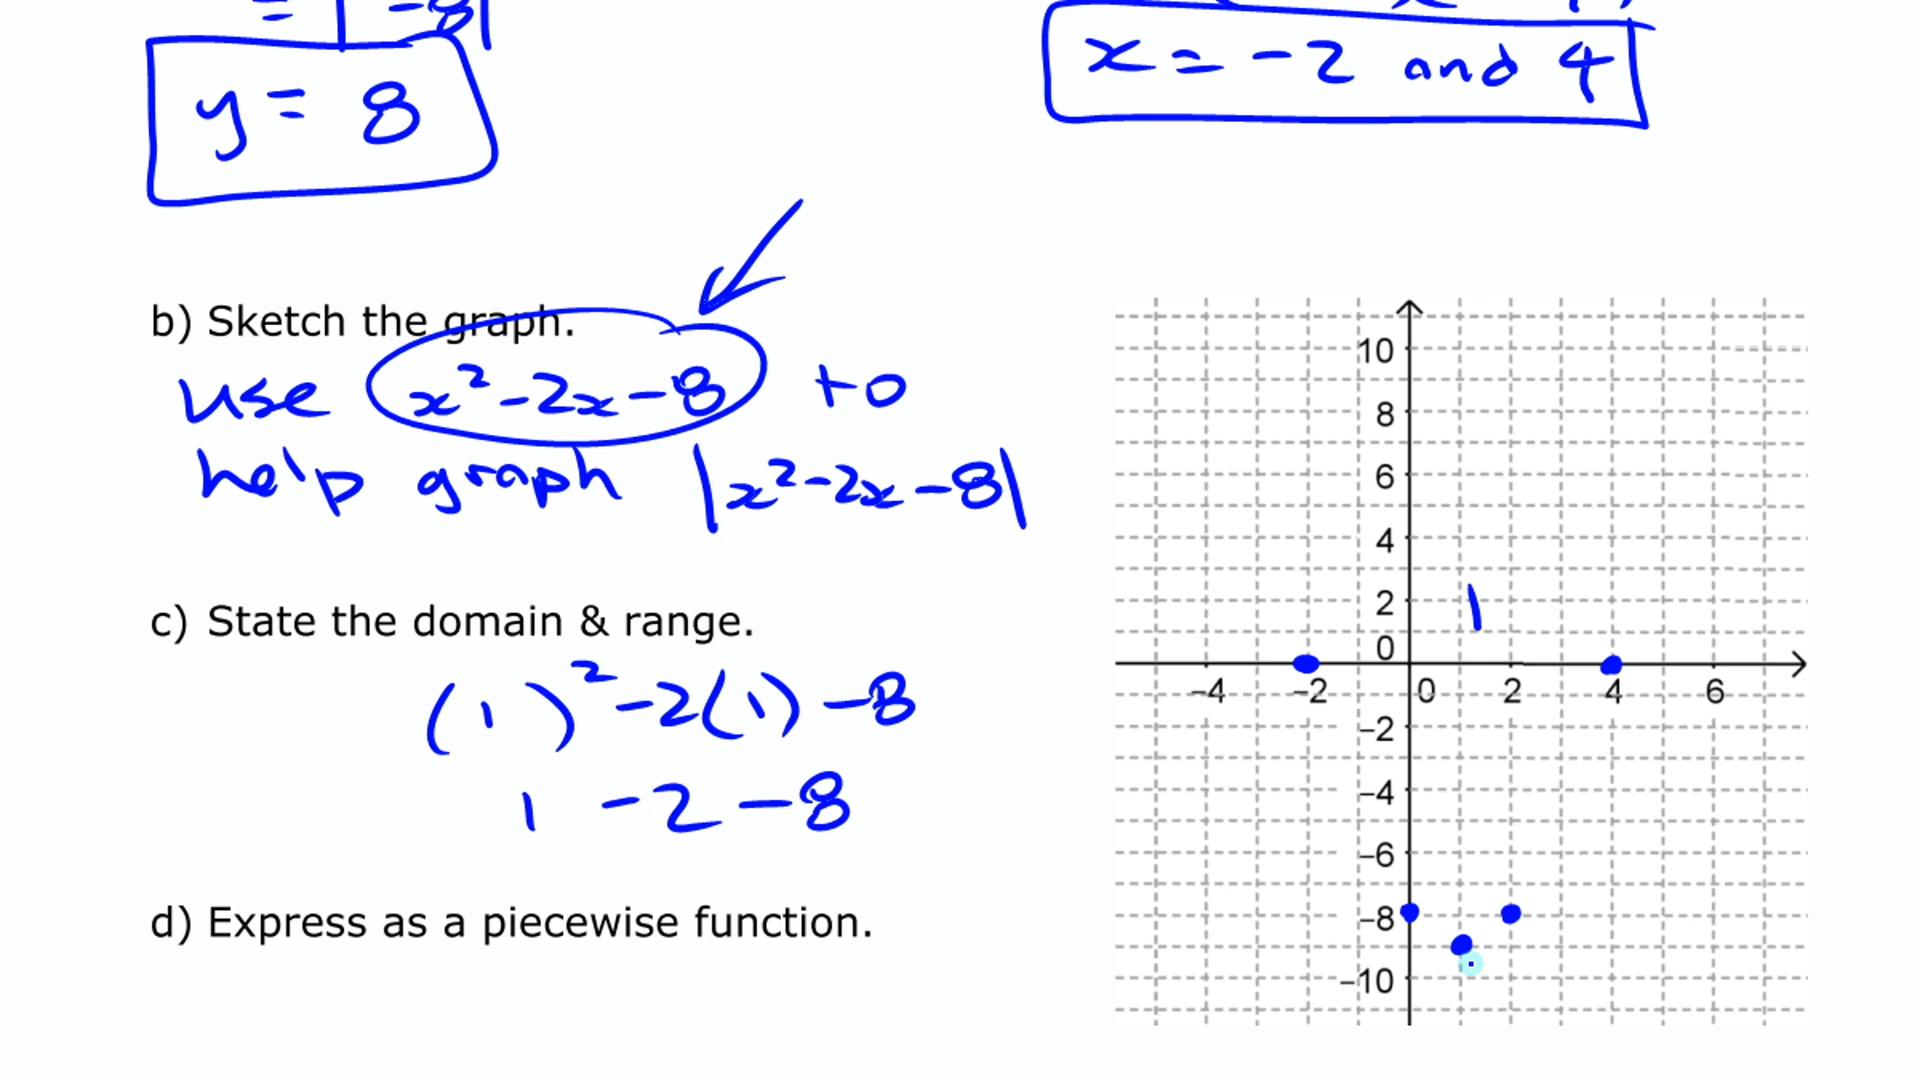 = |-8|
y = 8
x = -2 and 4
b) Sketch the graph.
use x²-2x-8 to
help graph |x²-2x-8|
c) State the domain & range.
(1)²-2(1)-8
1 -2 -8
d) Express as a piecewise function.
10
8
6
4
2
0
-4 -2 0 2 4 6
-2
-4
-6
-8
-10
1